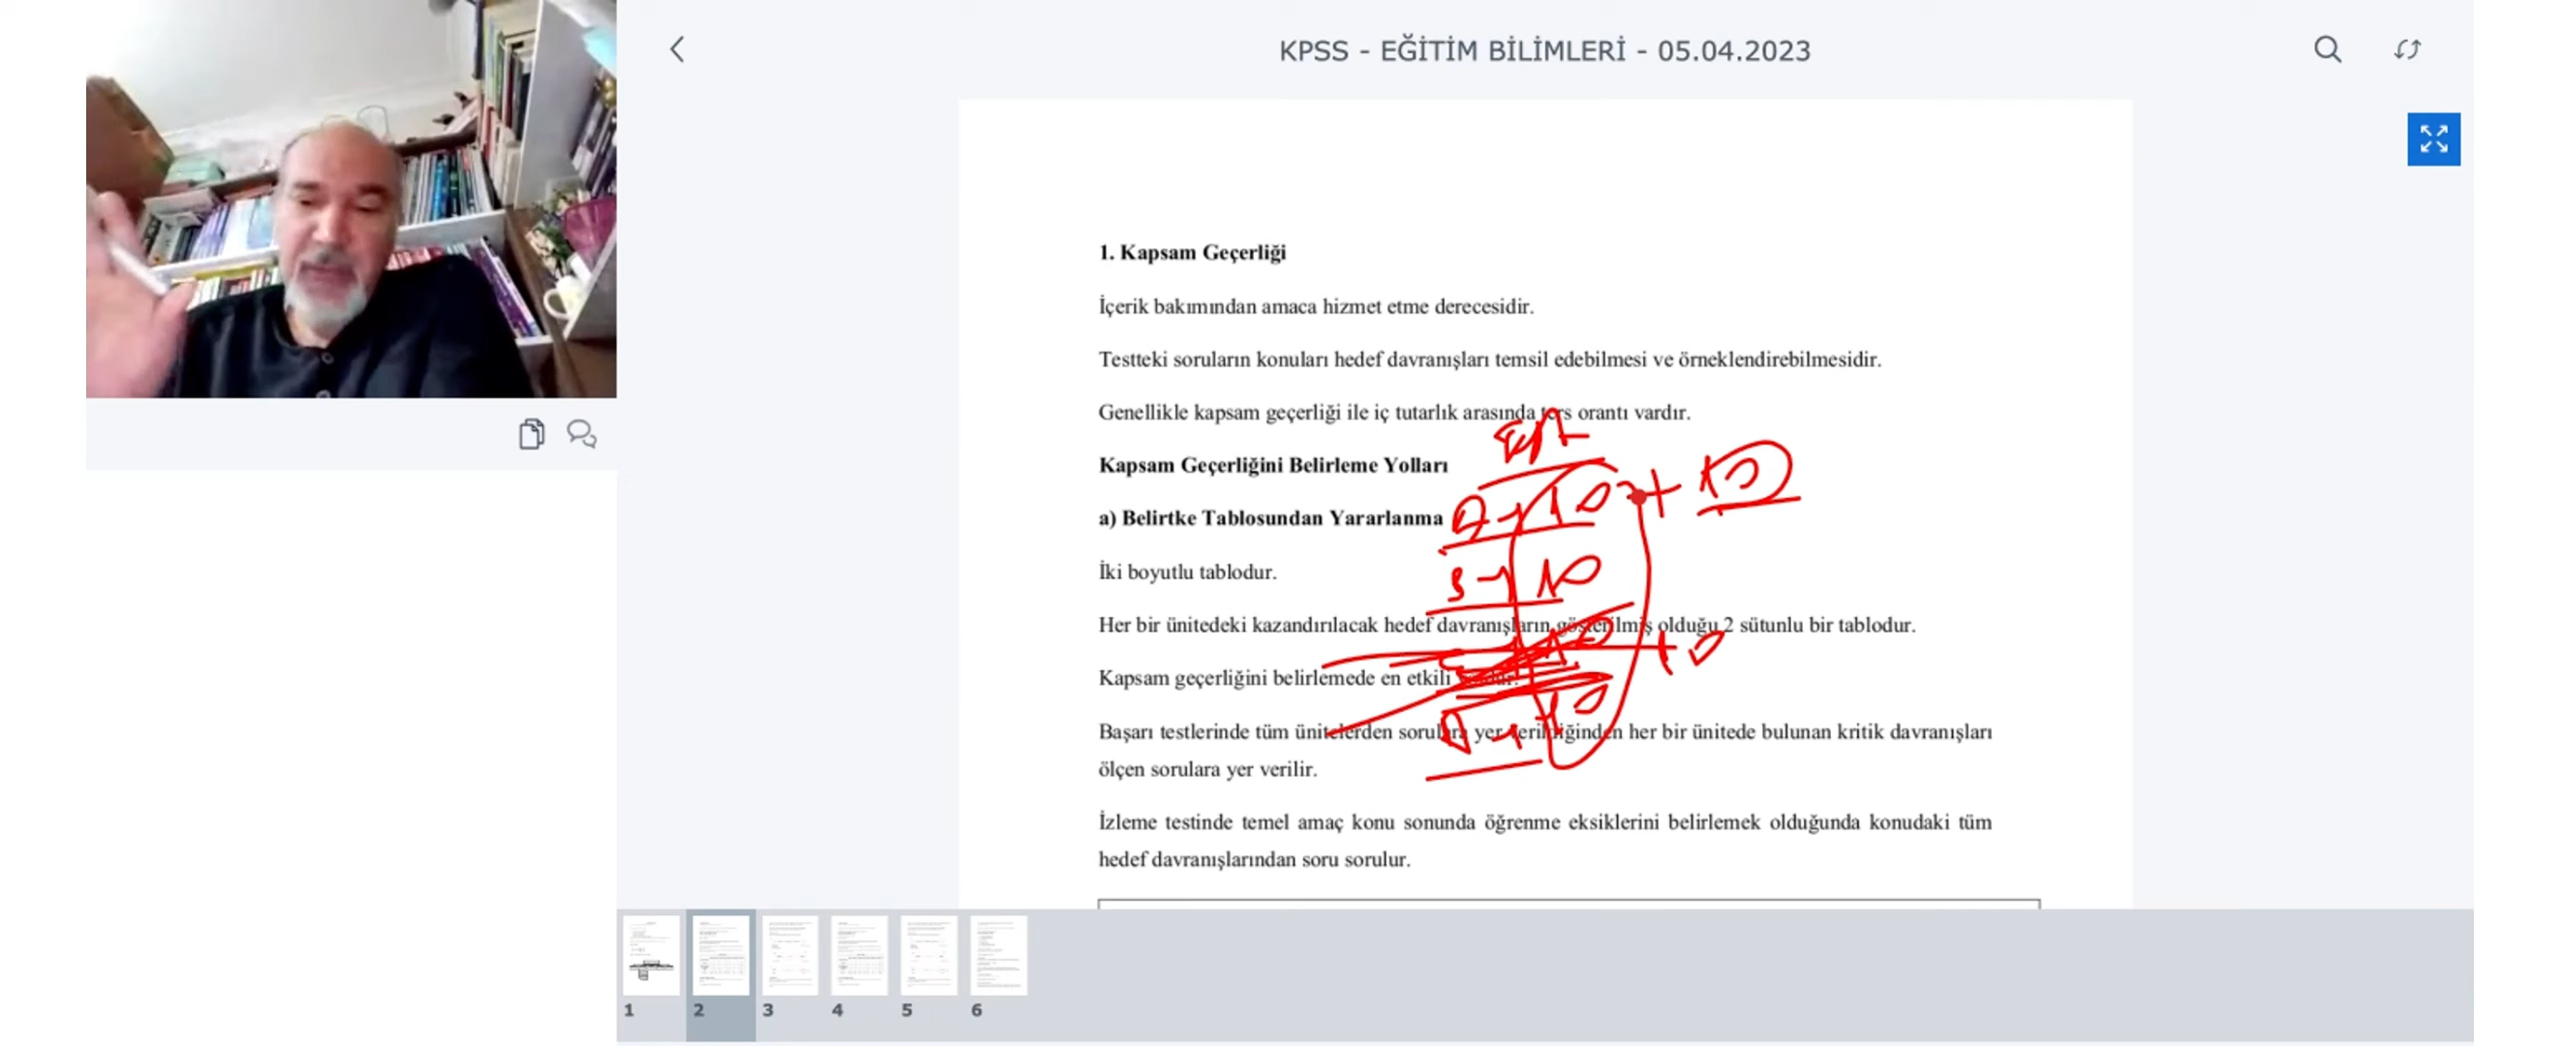 KPSS - EĞİTİM BİLİMLERİ - 05.04.2023
1. Kapsam Geçerliği
İçerik bakımından amaca hizmet etme derecesidir.
Testteki soruların konuları hedef davranışları temsil edebilmesi ve örneklendirebilmesidir.
Genellikle kapsam geçerliği ile iç tutarlık arasında ters orantı vardır.
Kapsam Geçerliğini Belirleme Yolları
a) Belirtke Tablosundan Yararlanma
10
+ 10
İki boyutlu tablodur.
10
Her bir ünitedeki kazandırılacak hedef davranışların gösterilmiş olduğu 2 sütunlu bir tablodur.
10
Kapsam geçerliğini belirlemede en etkili
10
Başarı testlerinde tüm ünitelerden sorulara yer verildiğinden her bir ünitede bulunan kritik davranışları
ölçen sorulara yer verilir.
İzleme testinde temel amaç konu sonunda öğrenme eksiklerini belirlemek olduğunda konudaki tüm
hedef davranışlarından soru sorulur.
1 2 3 4 5 6